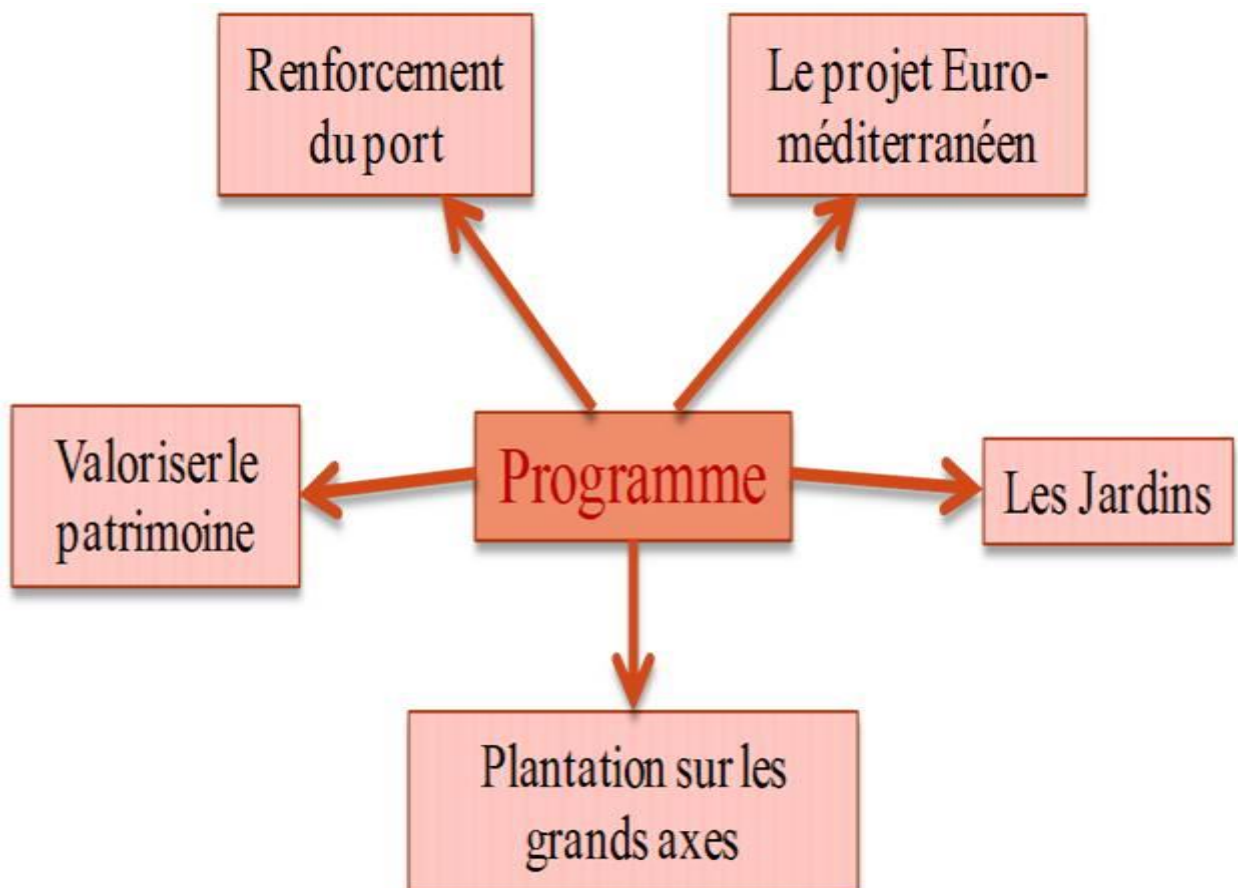 Renforcement
du port
Le projet Euro-
méditerranéen
Valoriser le
patrimoine
Programme
Les Jardins
Plantation sur les
grands axes